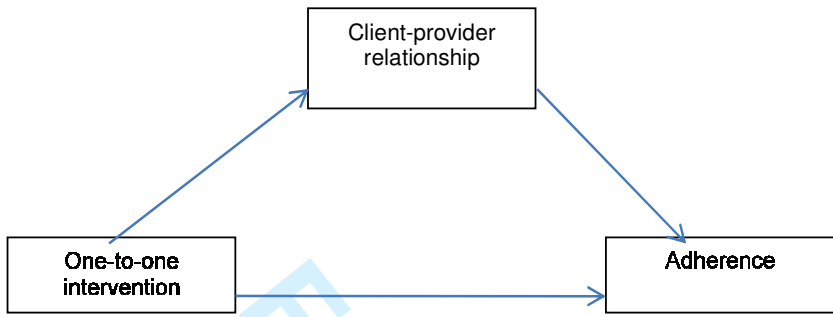 Client-provider
relationship
One-to-one
intervention
Adherence